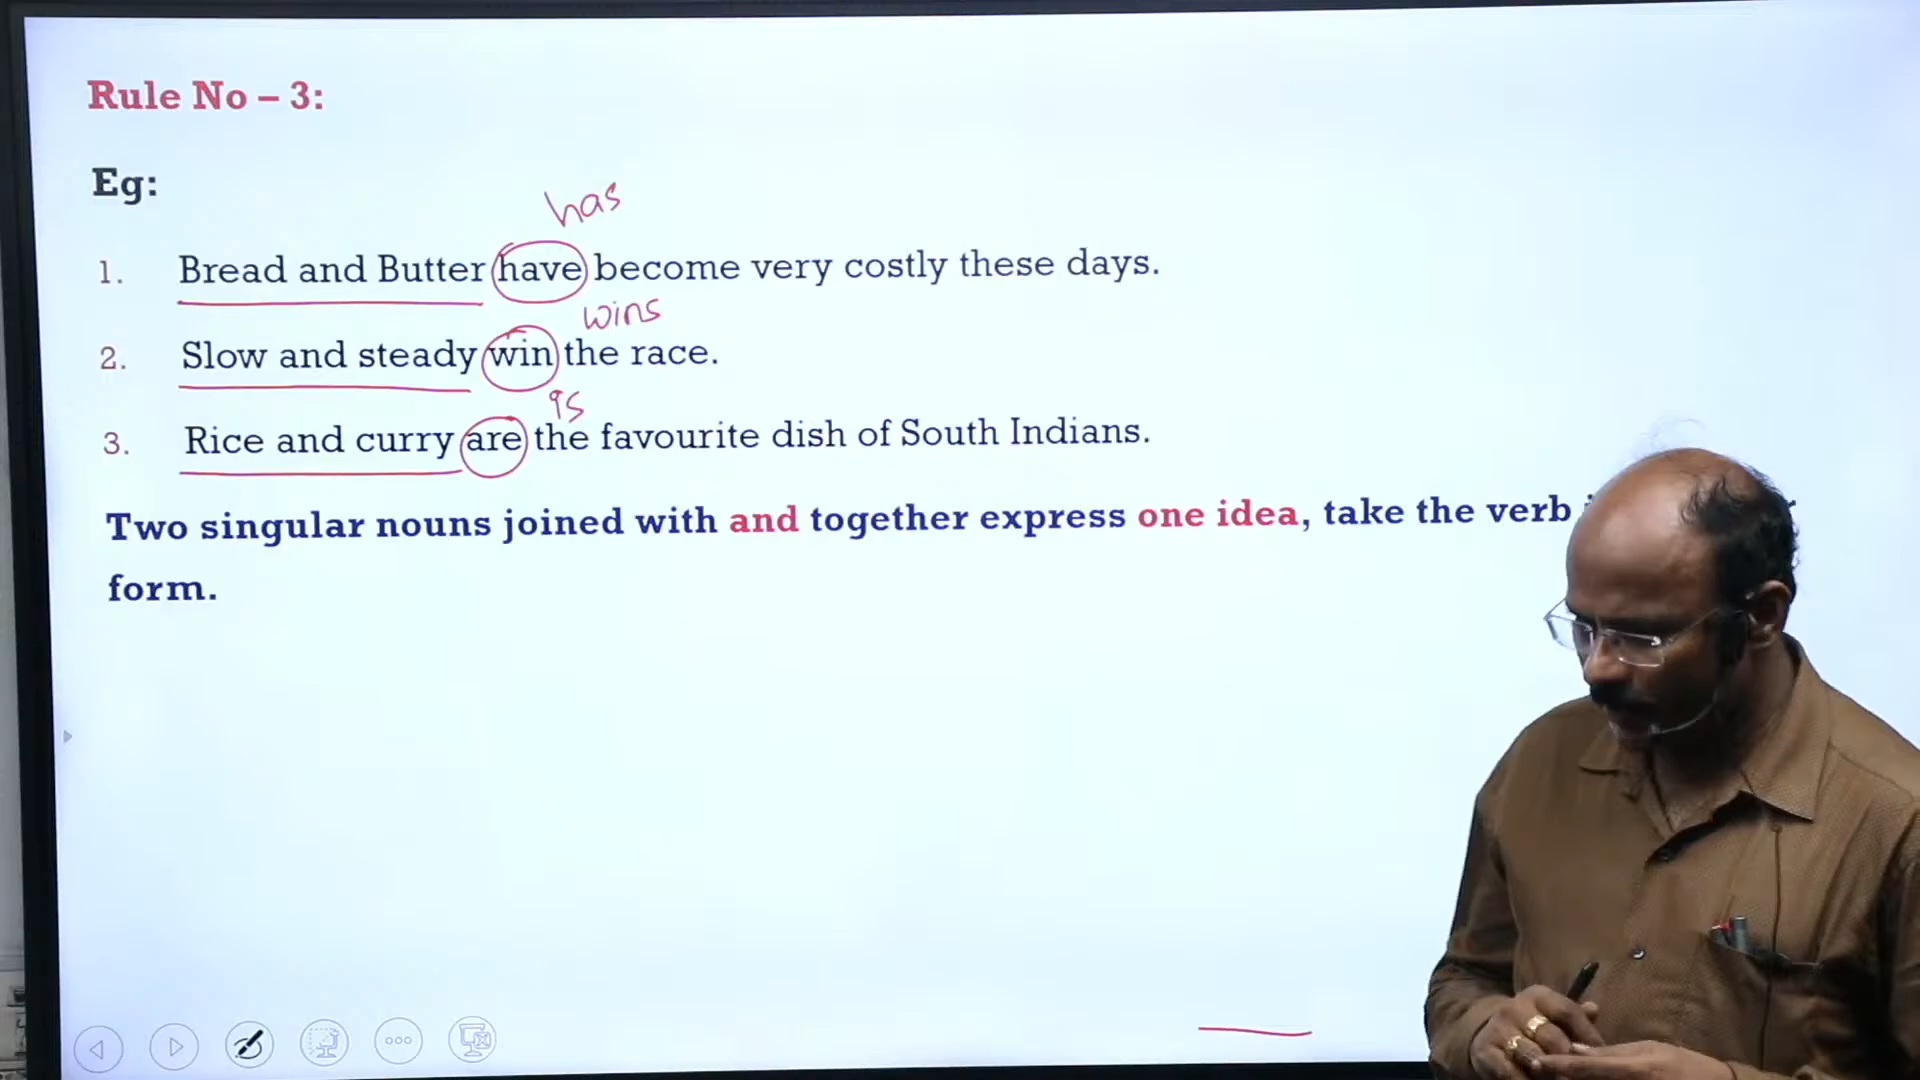 Rule No – 3:
Eg:
has
1. Bread and Butter have become very costly these days.
wins
2. Slow and steady win the race.
is
3. Rice and curry are the favourite dish of South Indians.
Two singular nouns joined with and together express one idea, take the verb
form.